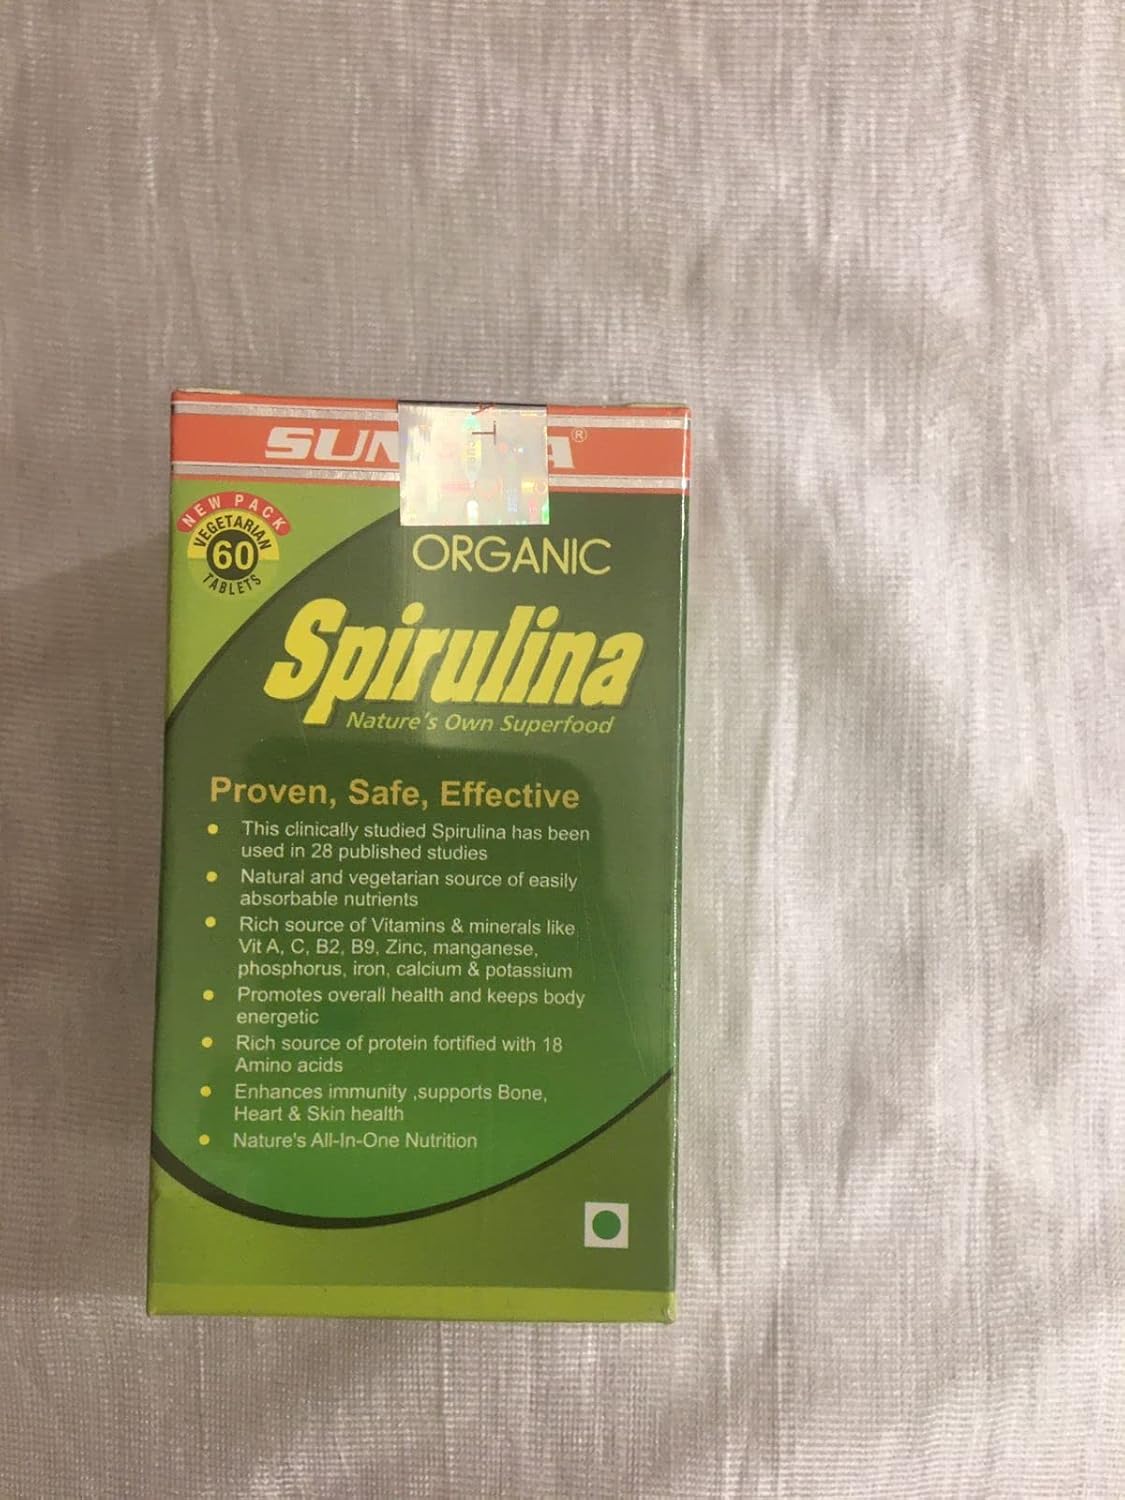 ®
NEW PACK
VEGETARIAN
60
TABLETS
ORGANIC
Spirulina
Nature's Own Superfood
Proven, Safe, Effective
• This clinically studied Spirulina has been
used in 28 published studies
• Natural and vegetarian source of easily
absorbable nutrients
• Rich source of Vitamins & minerals like
Vit A, C, B2, B9, Zinc, manganese,
phosphorus, iron, calcium & potassium
• Promotes overall health and keeps body
energetic
• Rich source of protein fortified with 18
Amino acids
• Enhances immunity ,supports Bone,
Heart & Skin health
• Nature's All-In-One Nutrition